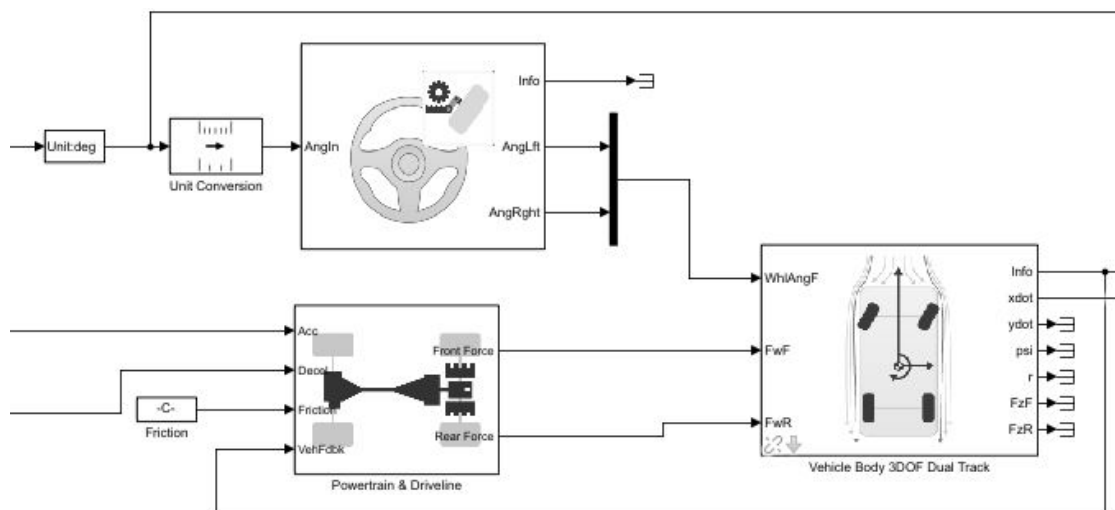 Info
Unit:deg
AngIn
AngLft
Unit Conversion
AngRght
WhlAngF
Info
xdot
Acc
ydot
Front Force
FwF
psi
Decel
r
-C-
Friction
FzF
Friction
Rear Force
FwR
FzR
VehFdbk
Vehicle Body 3DOF Dual Track
Powertrain & Driveline